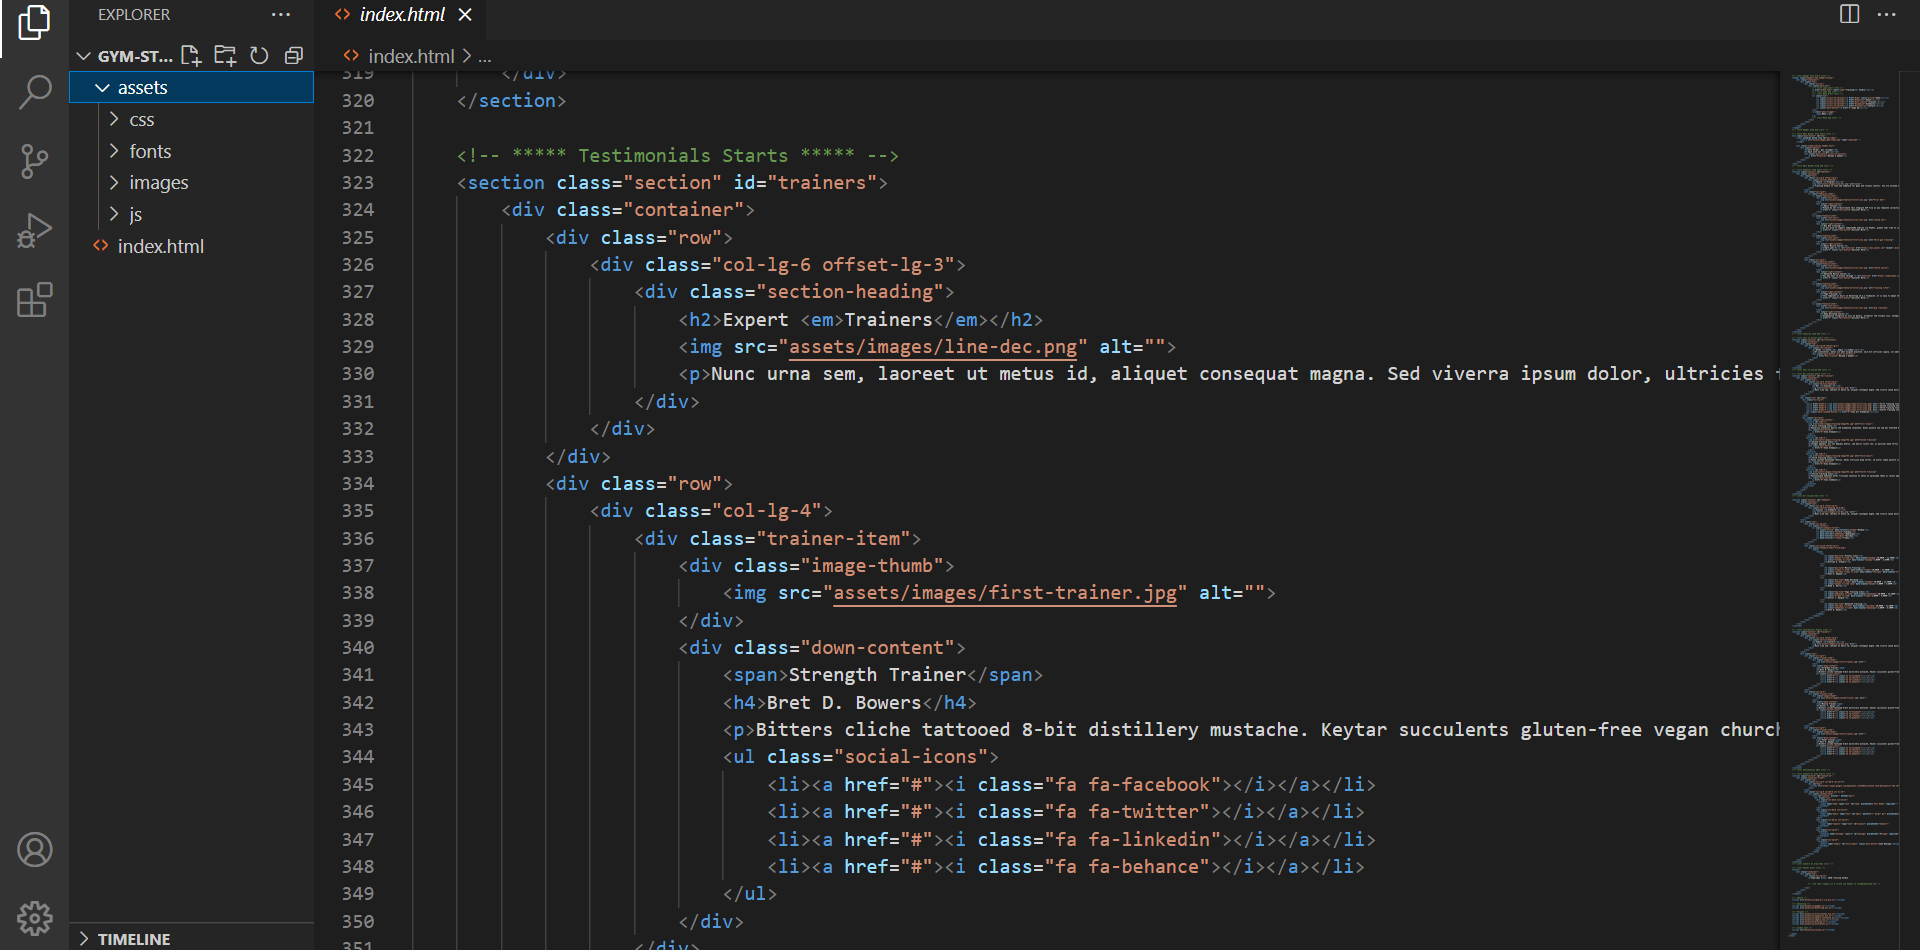 EXPLORER
GYM-ST...
assets
css
fonts
images
js
index.html
TIMELINE
index.html
index.html > ...
319 </div>
320 </section>
321
322 <!-- ***** Testimonials Starts ***** -->
323 <section class="section" id="trainers">
324 <div class="container">
325 <div class="row">
326 <div class="col-lg-6 offset-lg-3">
327 <div class="section-heading">
328 <h2>Expert <em>Trainers</em></h2>
329 <img src="assets/images/line-dec.png" alt="">
330 <p>Nunc urna sem, laoreet ut metus id, aliquet consequat magna. Sed viverra ipsum dolor, ultricies
331 </div>
332 </div>
333 </div>
334 <div class="row">
335 <div class="col-lg-4">
336 <div class="trainer-item">
337 <div class="image-thumb">
338 <img src="assets/images/first-trainer.jpg" alt="">
339 </div>
340 <div class="down-content">
341 <span>Strength Trainer</span>
342 <h4>Bret D. Bowers</h4>
343 <p>Bitters cliche tattooed 8-bit distillery mustache. Keytar succulents gluten-free vegan church
344 <ul class="social-icons">
345 <li><a href="#"><i class="fa fa-facebook"></i></a></li>
346 <li><a href="#"><i class="fa fa-twitter"></i></a></li>
347 <li><a href="#"><i class="fa fa-linkedin"></i></a></li>
348 <li><a href="#"><i class="fa fa-behance"></i></a></li>
349 </ul>
350 </div>
351 </div>